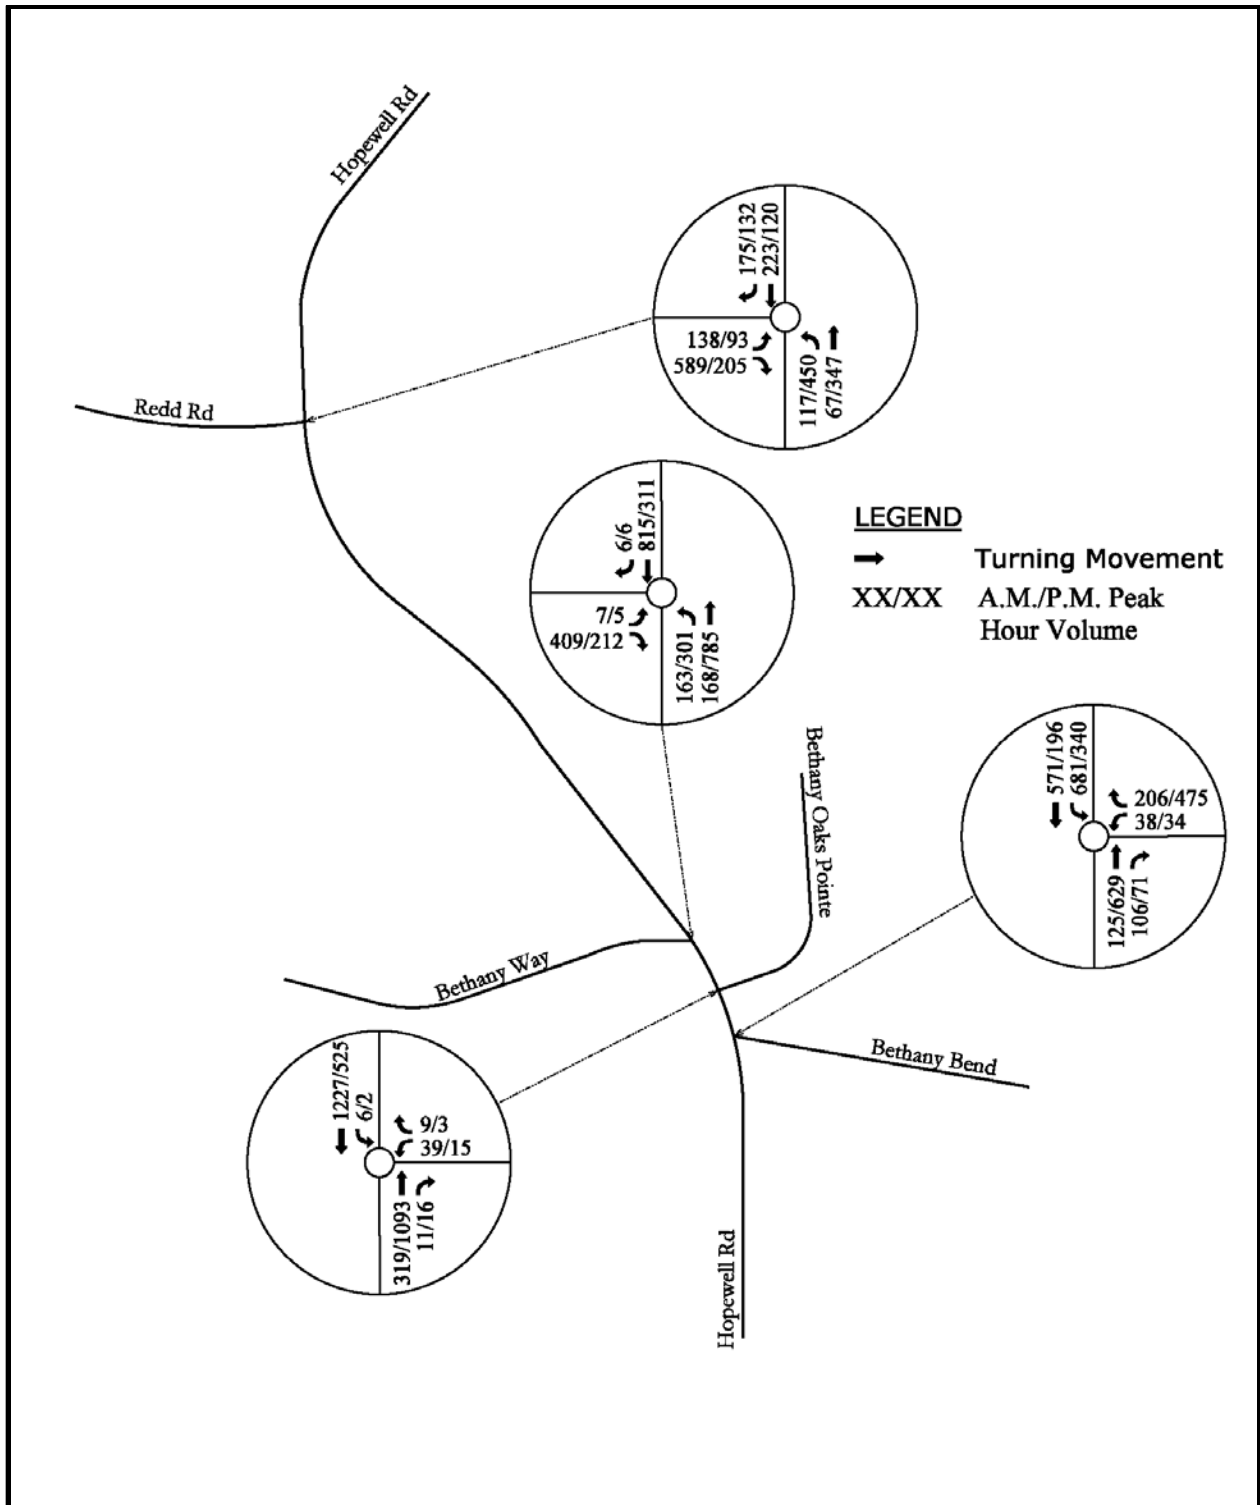 Hopewell Rd
175/132
223/120
138/93
589/205
117/450
67/347
Redd Rd
6/6
815/311
7/5
409/212
163/301
168/785
LEGEND
Turning Movement
XX/XX A.M./P.M. Peak
Hour Volume
Bethany Oaks Pointe
571/196
681/340
206/475
38/34
125/629
106/71
Bethany Way
Bethany Bend
1227/525
6/2
9/3
39/15
319/1093
11/16
Hopewell Rd